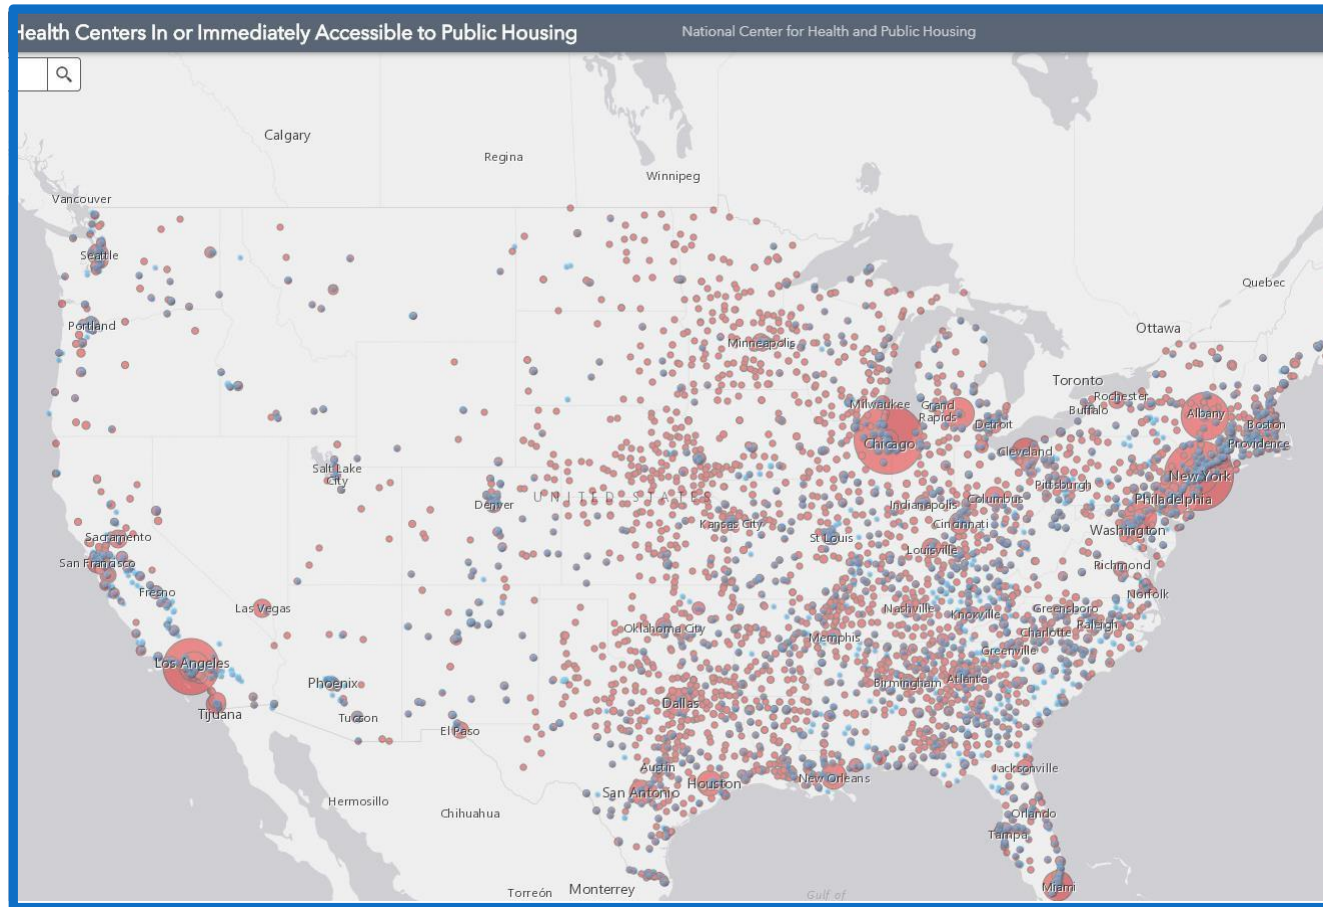 Health Centers In or Immediately Accessible to Public Housing
National Center for Health and Public Housing
Calgary
Regina
Winnipeg
Vancouver
Seattle
Quebec
Portland
Ottawa
Minneapolis
Toronto
Rochester
Buffalo
Milwaukee
Grand
Rapids
Detroit
Albany
Boston
Chicago
Providence
Cleveland
Salt Lake
City
New York
Pittsburgh
Denver
UNITED STATES
Philadelphia
Indianapolis
Columbus
Kansas City
Cincinnati
Washington
Sacramento
St Louis
Louisville
San Francisco
Richmond
Fresno
Norfolk
Las Vegas
Nashville
Knoxville
Greensboro
Raleigh
Oklahoma City
Memphis
Charlotte
Greenville
Los Angeles
Phoenix
Birmingham
Atlanta
Dallas
Tijuana
Tucson
El Paso
Austin
Jacksonville
New Orleans
Houston
San Antonio
Hermosillo
Chihuahua
Orlando
Tampa
Miami
Torreón
Monterrey
Gulf of